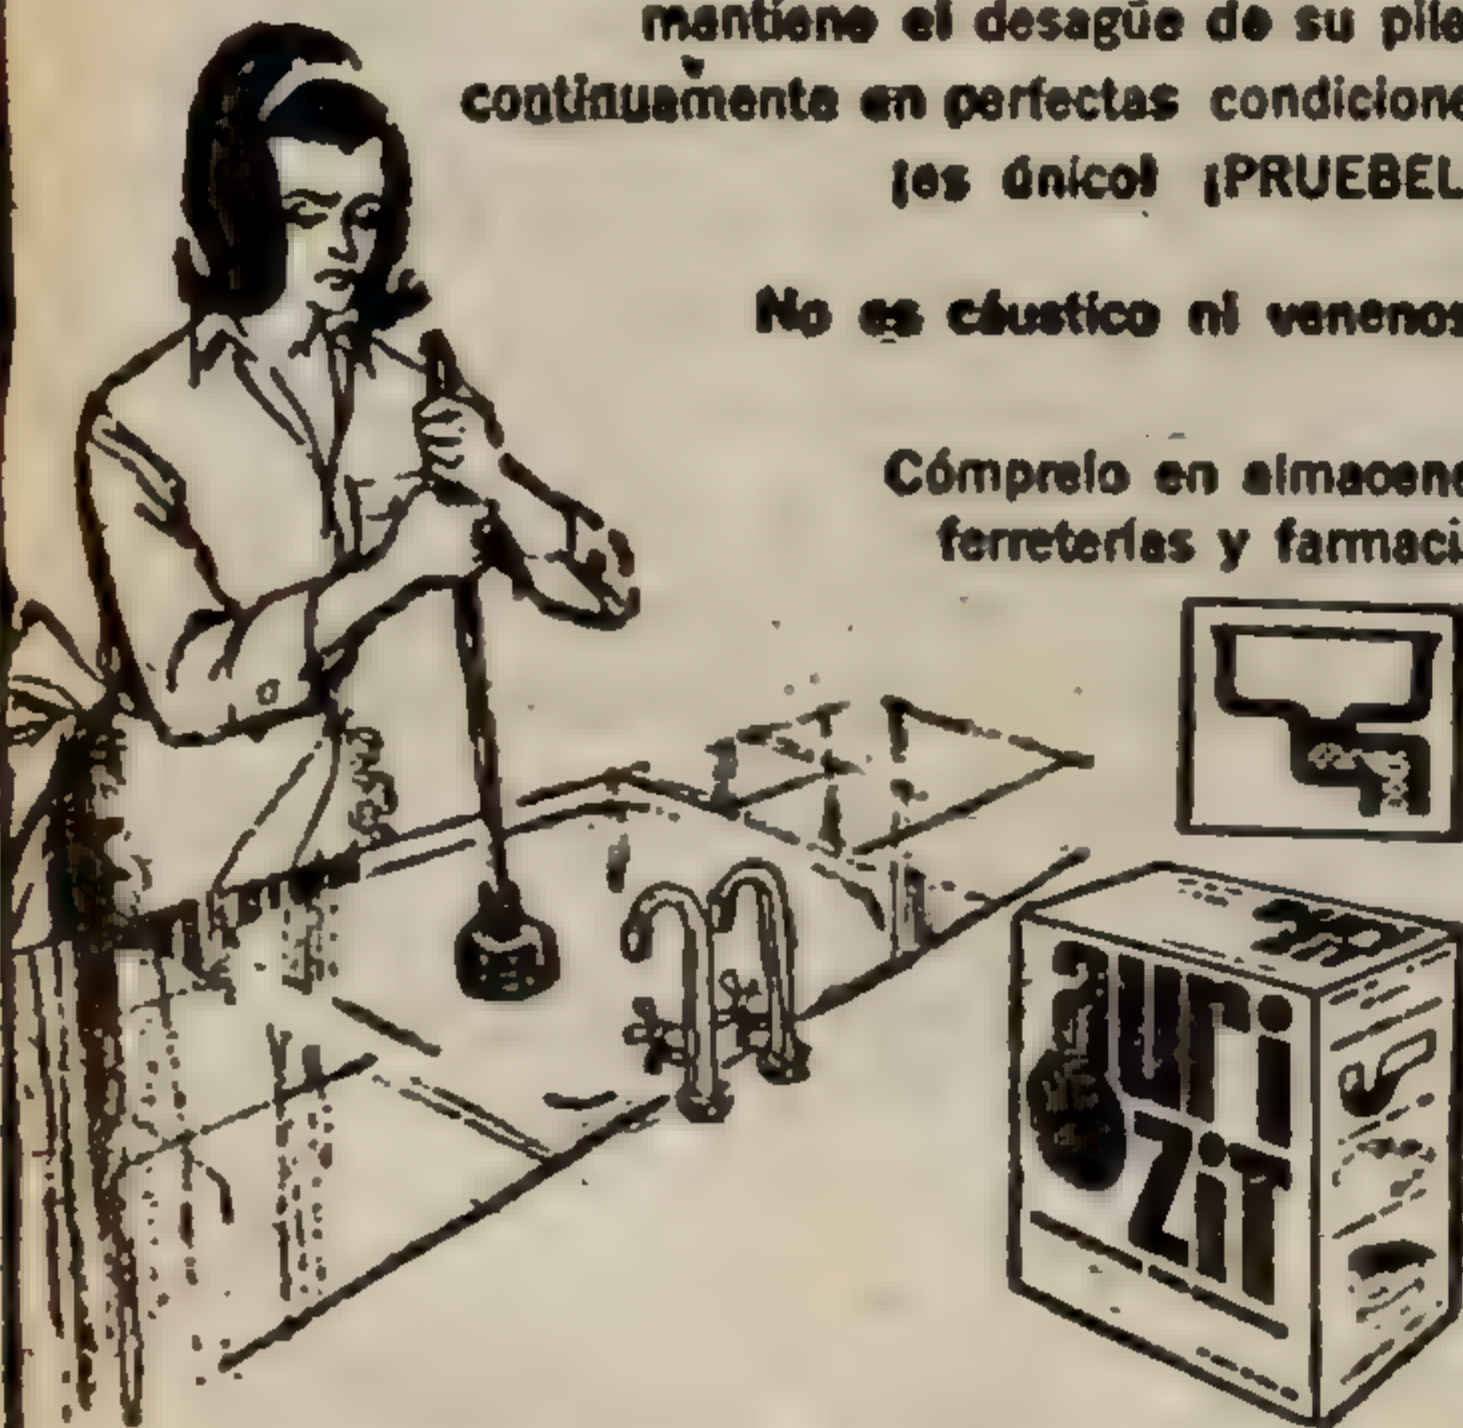 mantiene el desagüe de su pile
continuamente en perfectas condicione
¡es único! ¡PRUEBEL
No es cáustico ni venenos
Cómprelo en almacene
ferreterías y farmaci
auri
ZiT